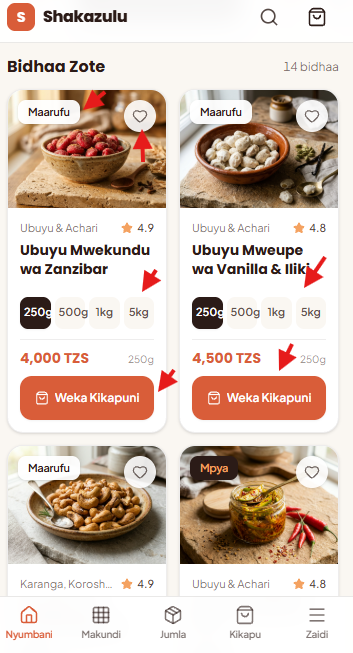 S Shakazulu
Bidhaa Zote 14 bidhaa
Maarufu
Ubuyu & Achari 4.9
Ubuyu Mwekundu
wa Zanzibar
250g 500g 1kg 5kg
4,000 TZS 250g
Weka Kikapuni
Ubuyu & Achari 4.8
Ubuyu Mweupe
wa Vanilla & Iliki
250g 500g 1kg 5kg
4,500 TZS 250g
Weka Kikapuni
Maarufu
Karanga, Korosh... 4.9
Mpya
Ubuyu & Achari 4.8
Nyumbani Makundi Jumla Kikapu Zaidi